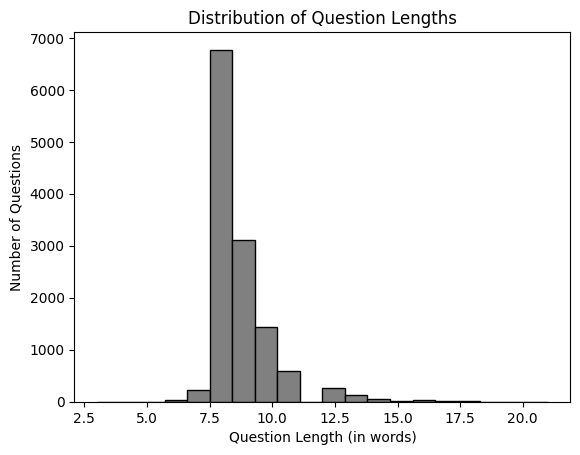 Distribution of Question Lengths
7000
6000
5000
4000
3000
2000
1000
0
Number of Questions
2.5 5.0 7.5 10.0 12.5 15.0 17.5 20.0
Question Length (in words)